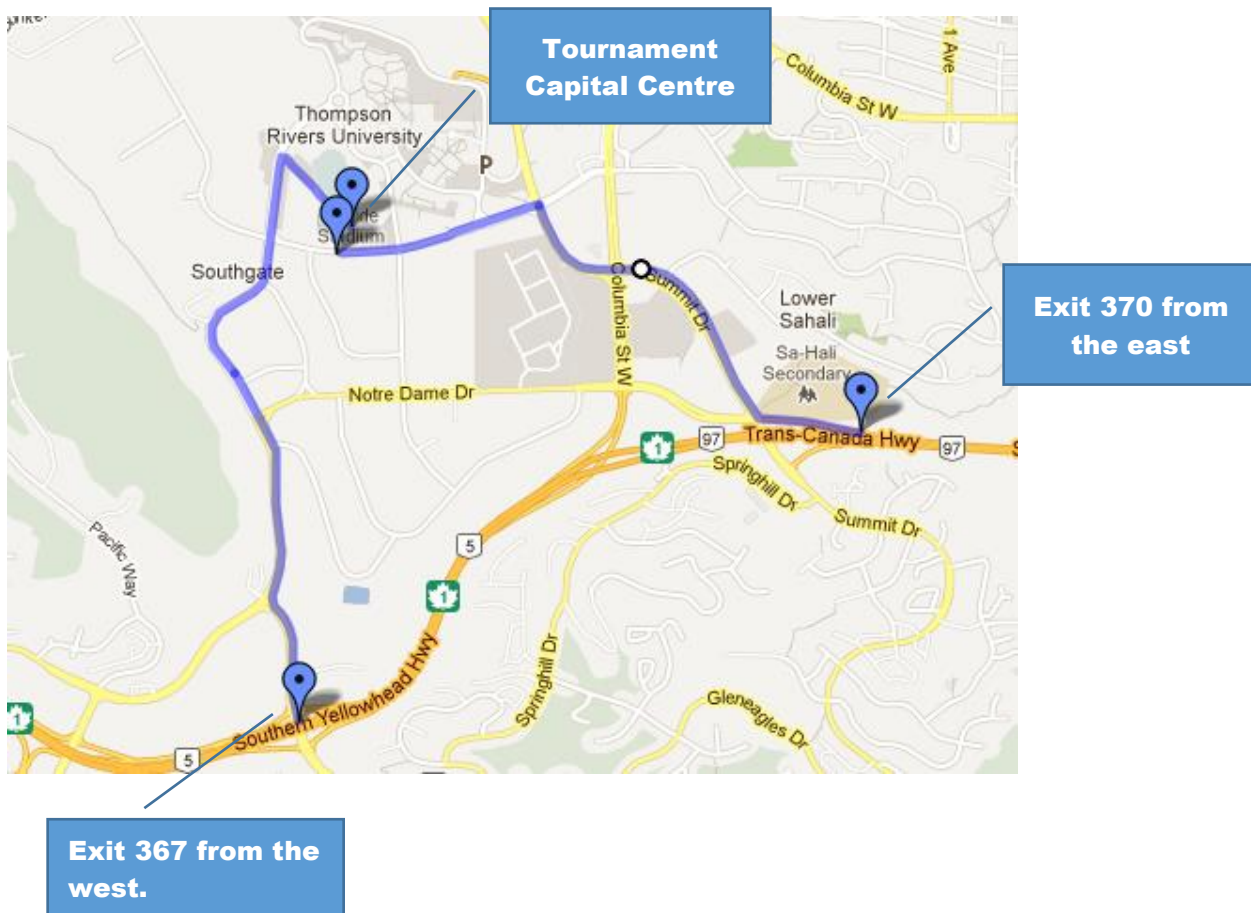 Tournament
Capital Centre
Columbia St W
1 Ave
Thompson
Rivers University
P
Stadium
Southgate
Columbia St W
Summit Dr
Lower
Sahali
Sa-Hali
Secondary
Exit 370 from
the east
Notre Dame Dr
1
97
Trans-Canada Hwy
97
S
Springhill Dr
Summit Dr
Pacific Way
5
1
Springhill Dr
Gleneagles Dr
1
Southern Yellowhead Hwy
5
Exit 367 from the
west.